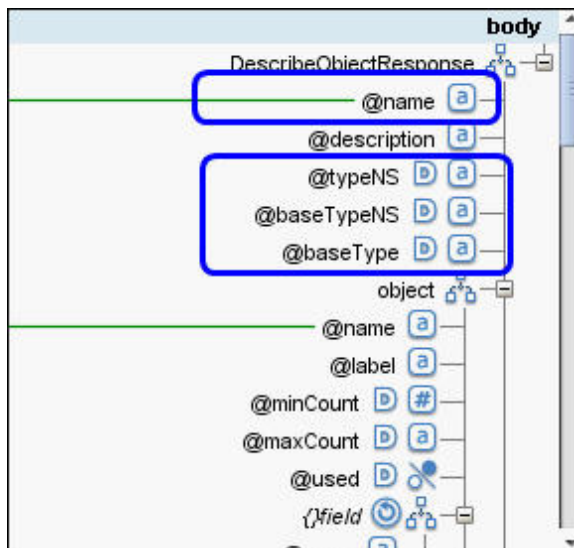 body
DescribeObjectResponse
@name a
@description a
@typeNS D a
@baseTypeNS D a
@baseType D a
object
@name a
@label a
@minCount D #
@maxCount D a
@used D
{}field